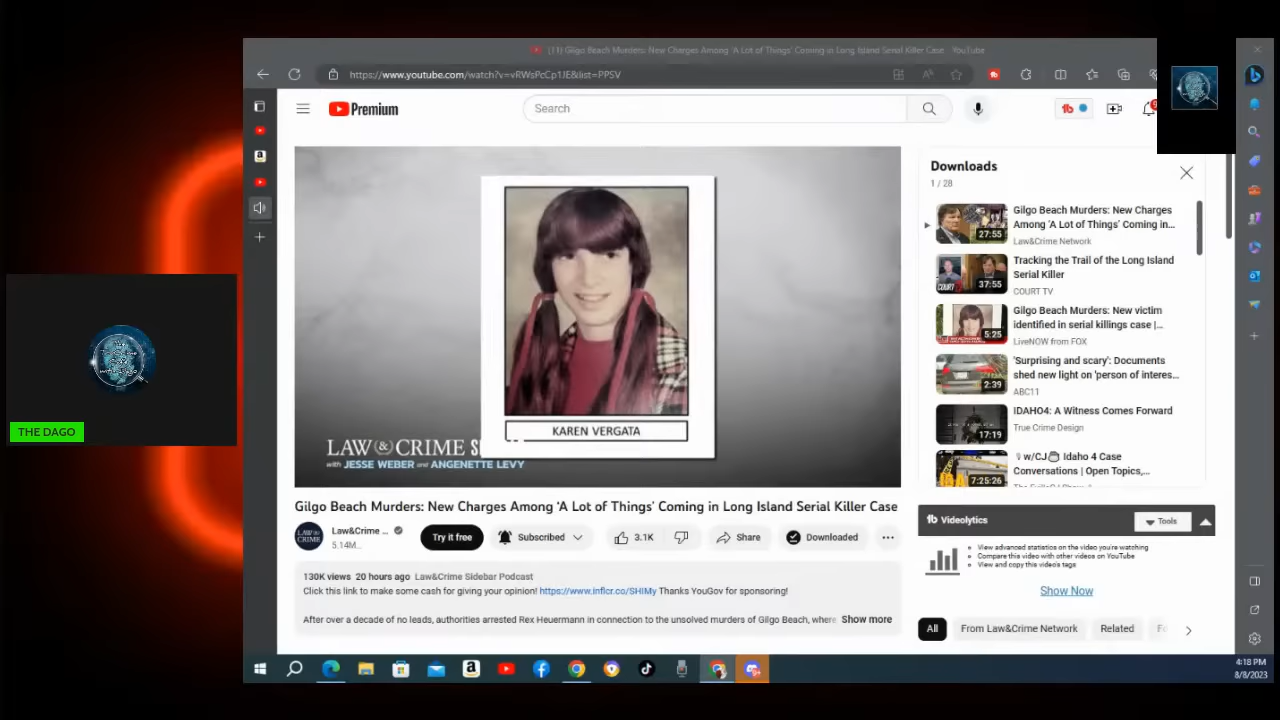 (11) Gilgo Beach Murders: New Charges Among 'A Lot of Things' Coming in Long Island Serial Killer Case - YouTube
https://www.youtube.com/watch?v=vRWsPcCp1JE&list=PPSV
Premium
Search
KAREN VERGATA
LAW & CRIME
with JESSE WEBER and ANGENETTE LEVY
Gilgo Beach Murders: New Charges Among 'A Lot of Things' Coming in Long Island Serial Killer Case
LAW& CRIME
Law&Crime ...
5.14M...
Try it free
Subscribed
3.1K
Share
Downloaded
130K views 20 hours ago Law&Crime Sidebar Podcast
Click this link to make some cash for giving your opinion! https://www.inflcr.co/SHIMy Thanks YouGov for sponsoring!
After over a decade of no leads, authorities arrested Rex Heuermann in connection to the unsolved murders of Gilgo Beach, where Show more
Downloads
1 / 28
27:55
Gilgo Beach Murders: New Charges
Among 'A Lot of Things' Coming in...
Law&Crime Network
37:55
Tracking the Trail of the Long Island
Serial Killer
COURT TV
5:25
Gilgo Beach Murders: New victim
identified in serial killings case |...
LiveNOW from FOX
2:39
'Surprising and scary': Documents
shed new light on 'person of interes...
ABC11
17:19
IDAHO4: A Witness Comes Forward
True Crime Design
7:25:26
w/CJ Idaho 4 Case
Conversations | Open Topics,...
tb Videolytics
Tools
View advanced statistics on the video you're watching
Compare this video with other videos on YouTube
View and copy this video's tags
Show Now
All
From Law&Crime Network
Related
Fo
THE DAGO
4:18 PM
8/8/2023